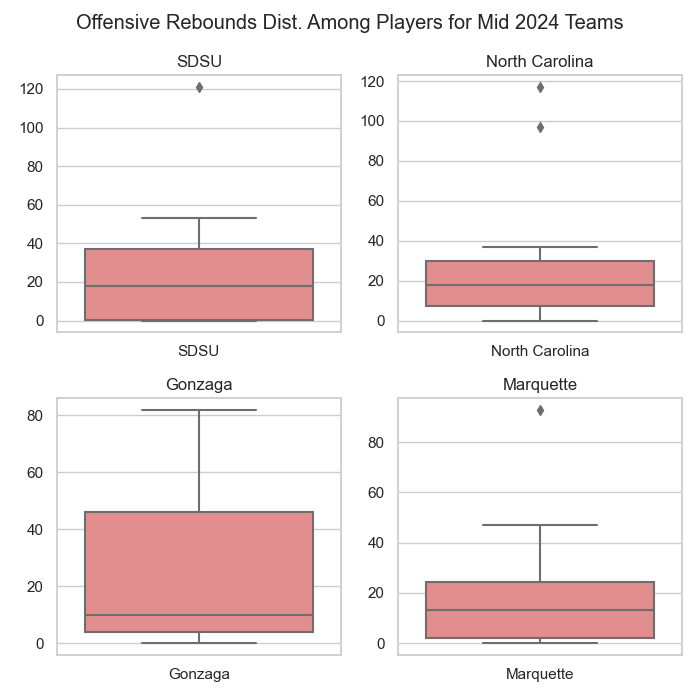 Offensive Rebounds Dist. Among Players for Mid 2024 Teams
SDSU
120
100
80
60
40
20
0
SDSU
North Carolina
120
100
80
60
40
20
0
North Carolina
Gonzaga
80
60
40
20
0
Gonzaga
Marquette
80
60
40
20
0
Marquette